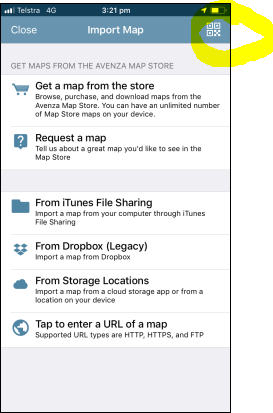 Telstra 4G 3:21 pm
Close Import Map
GET MAPS FROM THE AVENZA MAP STORE
Get a map from the store
Browse, purchase, and download maps from the
Avenza Map Store. You can have an unlimited number
of Map Store maps on your device.
Request a map
Tell us about a great map you'd like to see in the
Map Store
From iTunes File Sharing
Import a map from your computer through iTunes
File Sharing
From Dropbox (Legacy)
Import a map from Dropbox
From Storage Locations
Import a map from a cloud storage app or from a
location on your device
Tap to enter a URL of a map
Supported URL types are HTTP, HTTPS, and FTP